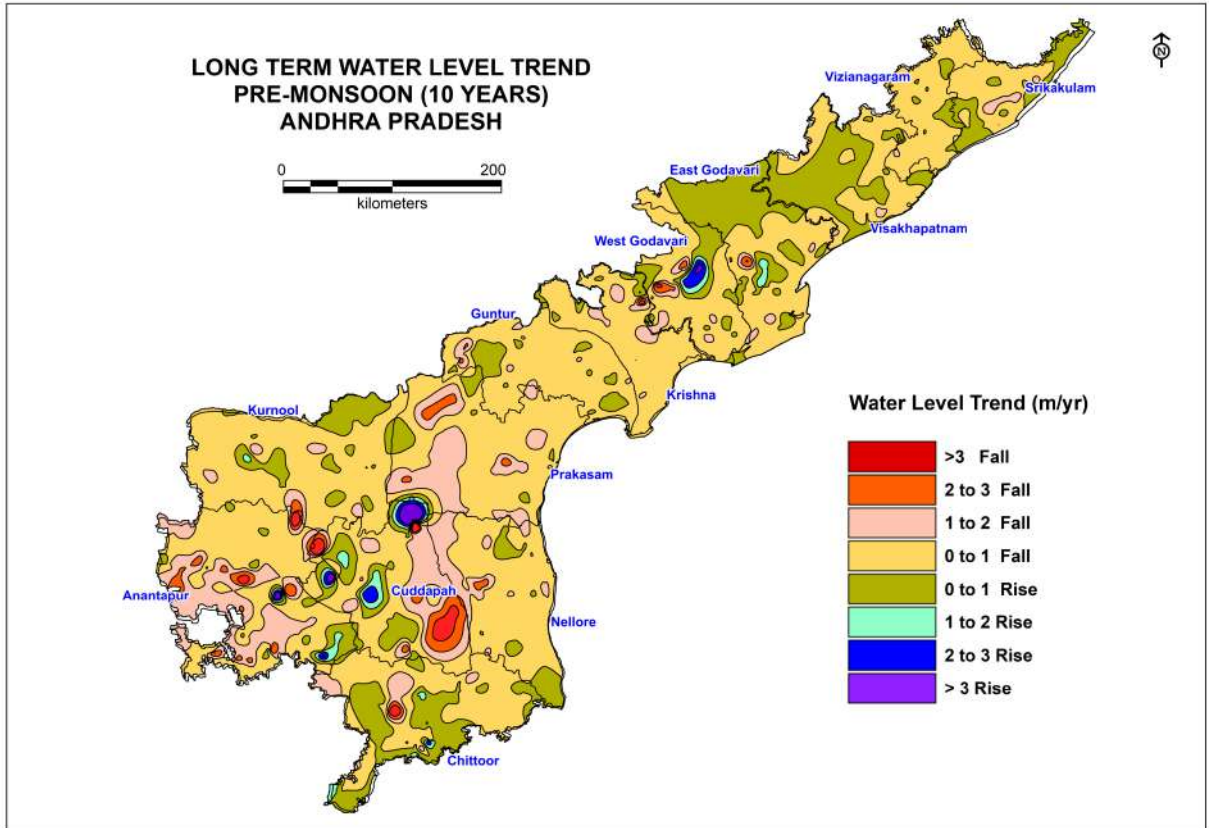 LONG TERM WATER LEVEL TREND
PRE-MONSOON (10 YEARS)
ANDHRA PRADESH
0 200
kilometers
N
Vizianagaram
Srikakulam
East Godavari
Visakhapatnam
West Godavari
Guntur
Krishna
Kurnool
Prakasam
Anantapur
Cuddapah
Nellore
Chittoor
Water Level Trend (m/yr)
>3 Fall
2 to 3 Fall
1 to 2 Fall
0 to 1 Fall
0 to 1 Rise
1 to 2 Rise
2 to 3 Rise
> 3 Rise